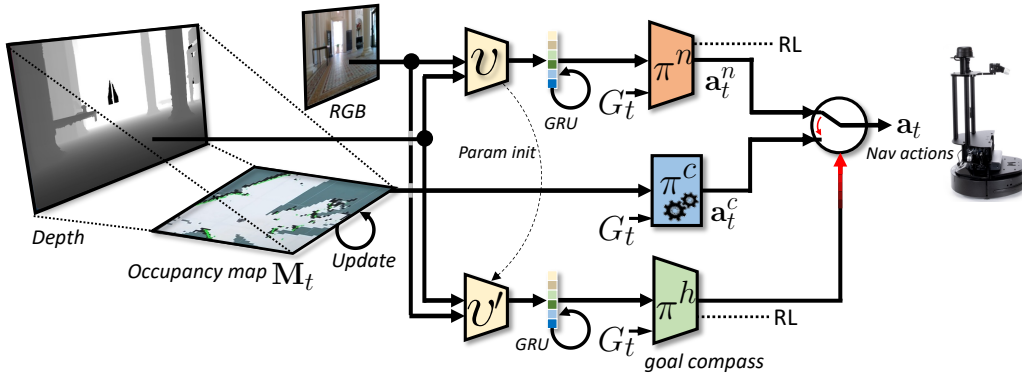 RGB
Depth
Occupancy map M_t
Update
υ
GRU
G_t
π^n
RL
a_t^n
Param init
π^c
G_t
a_t^c
a_t
Nav actions
υ'
GRU
G_t
π^h
RL
goal compass